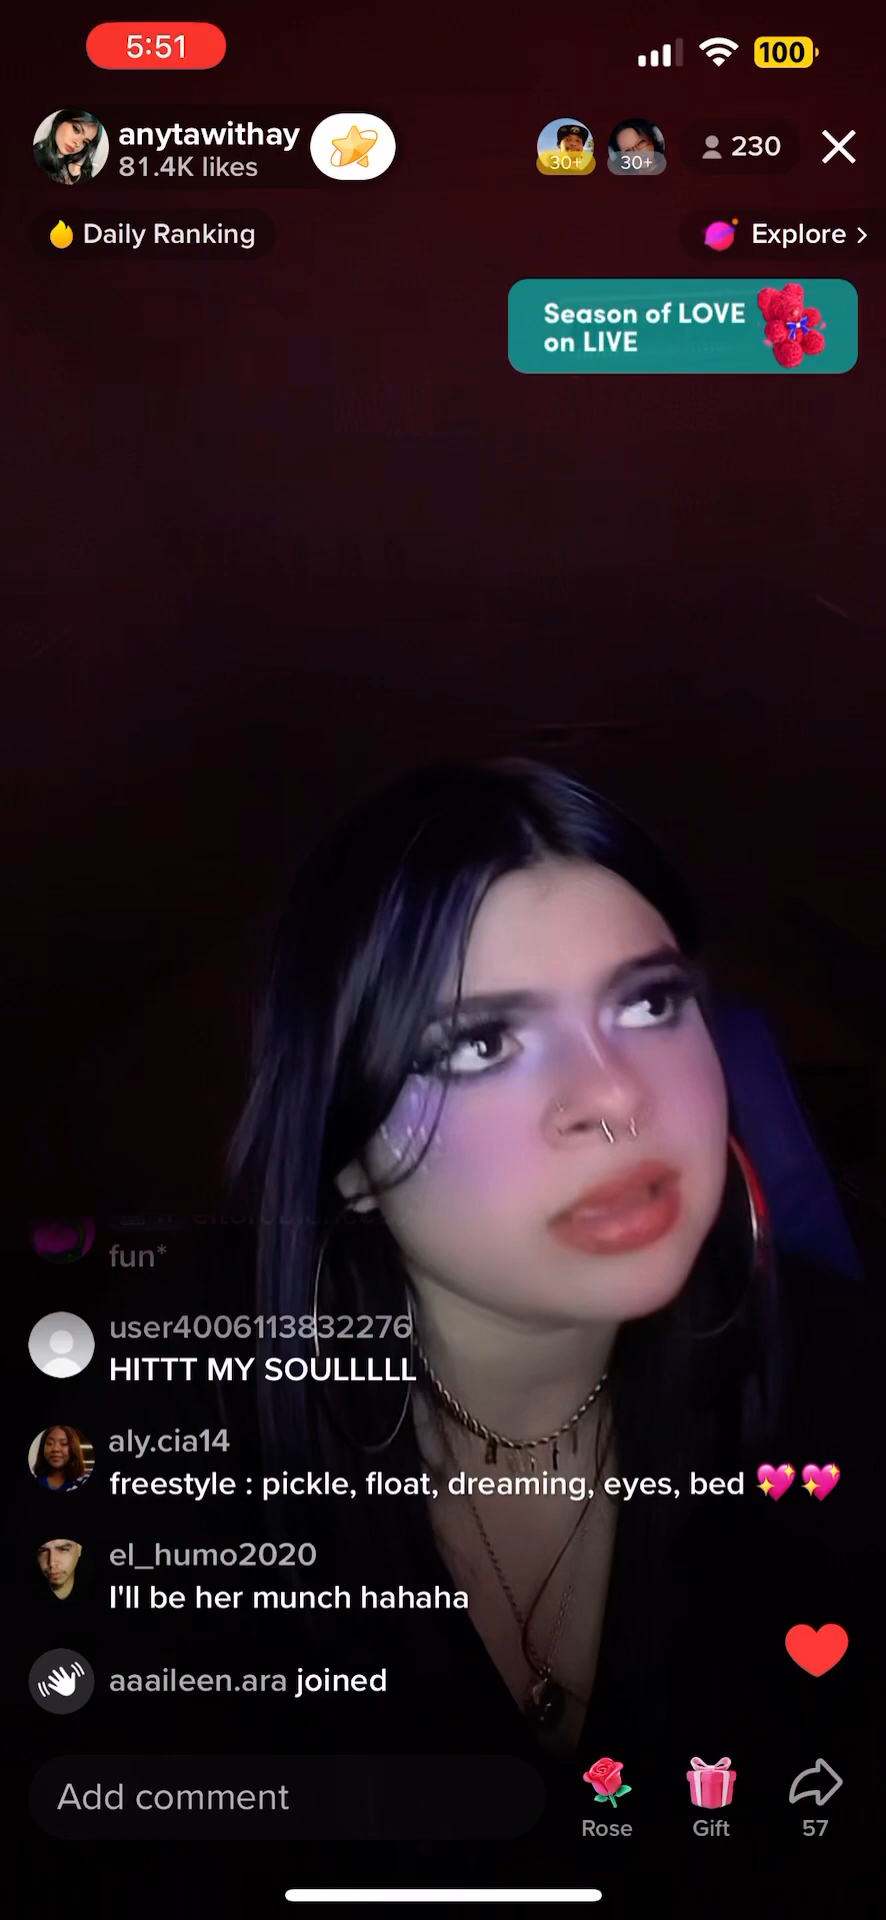 5:51
100
anytawithay
81.4K likes
30+
30+
230
Daily Ranking
Explore >
Season of LOVE
on LIVE
fun*
user4006113832276
HITTT MY SOULLLLL
aly.cia14
freestyle : pickle, float, dreaming, eyes, bed 💖💖
el_humo2020
I'll be her munch hahaha
aaaileen.ara joined
Add comment
Rose
Gift
57